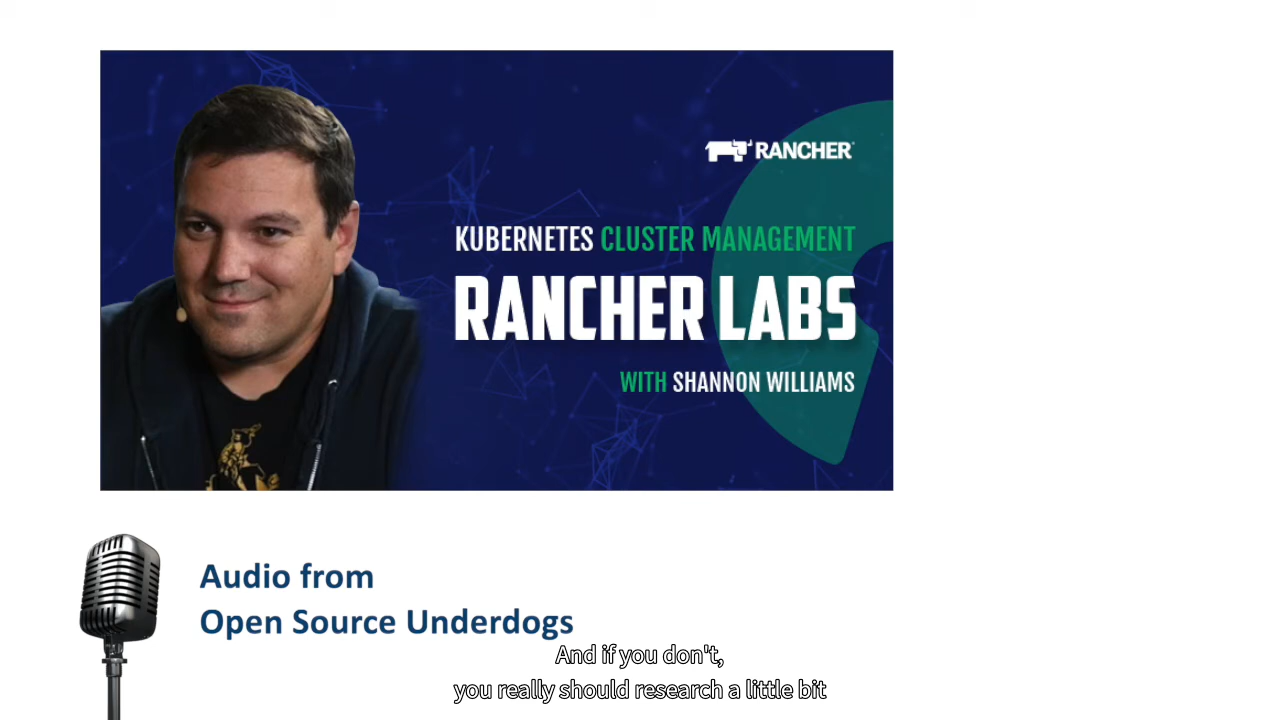 RANCHER
KUBERNETES CLUSTER MANAGEMENT
RANCHER LABS
WITH SHANNON WILLIAMS
Audio from
Open Source Underdogs
And if you don't,
you really should research a little bit